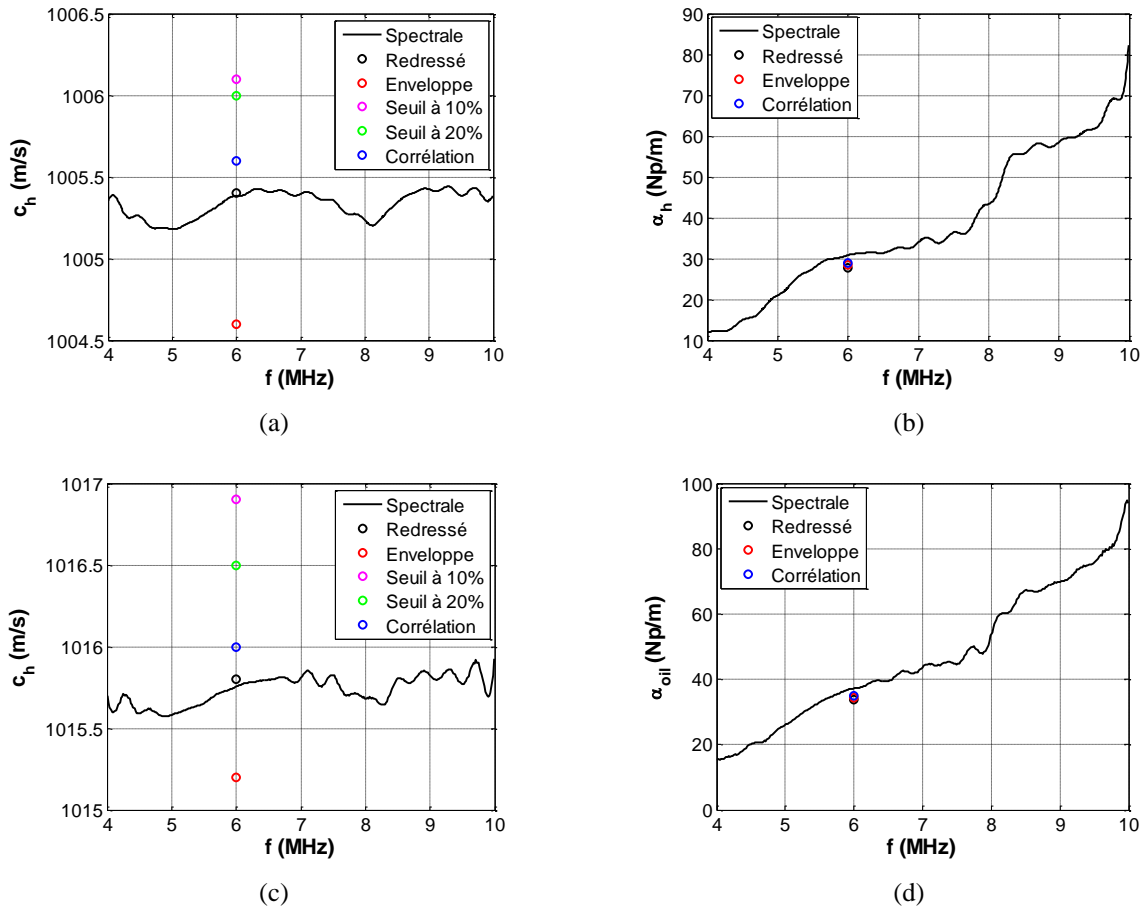 1006.5
1006
1005.5
1005
1004.5
c_h (m/s)
4 5 6 7 8 9 10
f (MHz)
Spectrale
Redressé
Enveloppe
Seuil à 10%
Seuil à 20%
Corrélation
(a)
90
80
70
60
50
40
30
20
10
α_h (Np/m)
4 5 6 7 8 9 10
f (MHz)
Spectrale
Redressé
Enveloppe
Corrélation
(b)
1017
1016.5
1016
1015.5
1015
c_h (m/s)
4 5 6 7 8 9 10
f (MHz)
Spectrale
Redressé
Enveloppe
Seuil à 10%
Seuil à 20%
Corrélation
(c)
100
80
60
40
20
0
α_oil (Np/m)
4 5 6 7 8 9 10
f (MHz)
Spectrale
Redressé
Enveloppe
Corrélation
(d)